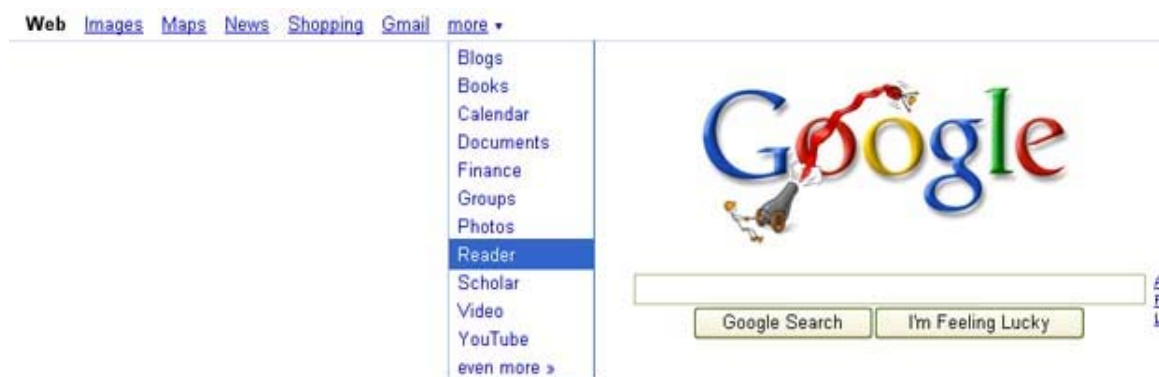 Web Images Maps News Shopping Gmail more ▾
Blogs
Books
Calendar
Documents
Finance
Groups
Photos
Reader
Scholar
Video
YouTube
even more »
Google
Google Search I'm Feeling Lucky